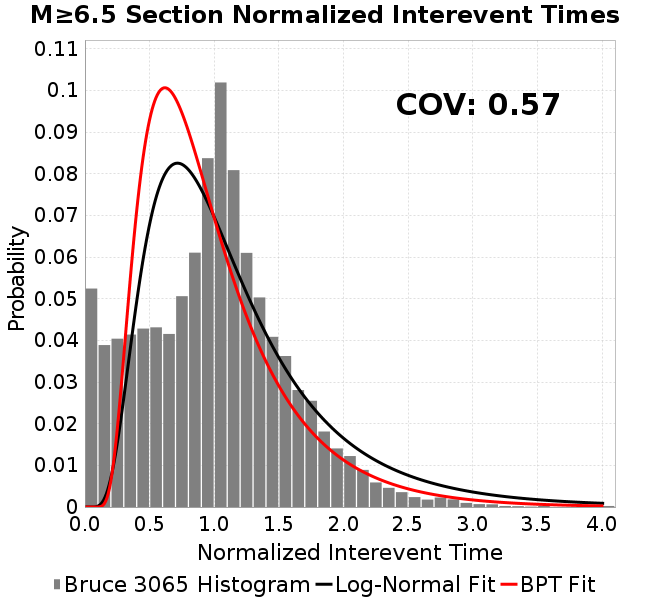 M≥6.5 Section Normalized Interevent Times
COV: 0.57
Probability
0.11
0.1
0.09
0.08
0.07
0.06
0.05
0.04
0.03
0.02
0.01
0
0.0 0.5 1.0 1.5 2.0 2.5 3.0 3.5 4.0
Normalized Interevent Time
Bruce 3065 Histogram Log-Normal Fit BPT Fit